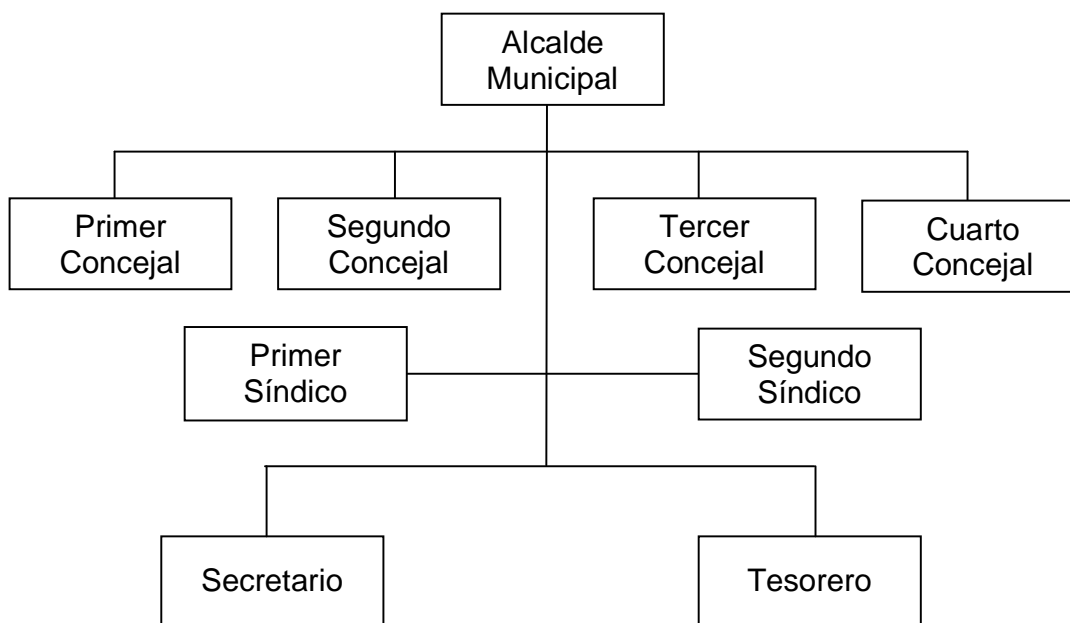 Alcalde
Municipal
Primer
Concejal
Segundo
Concejal
Tercer
Concejal
Cuarto
Concejal
Primer
Síndico
Segundo
Síndico
Secretario
Tesorero